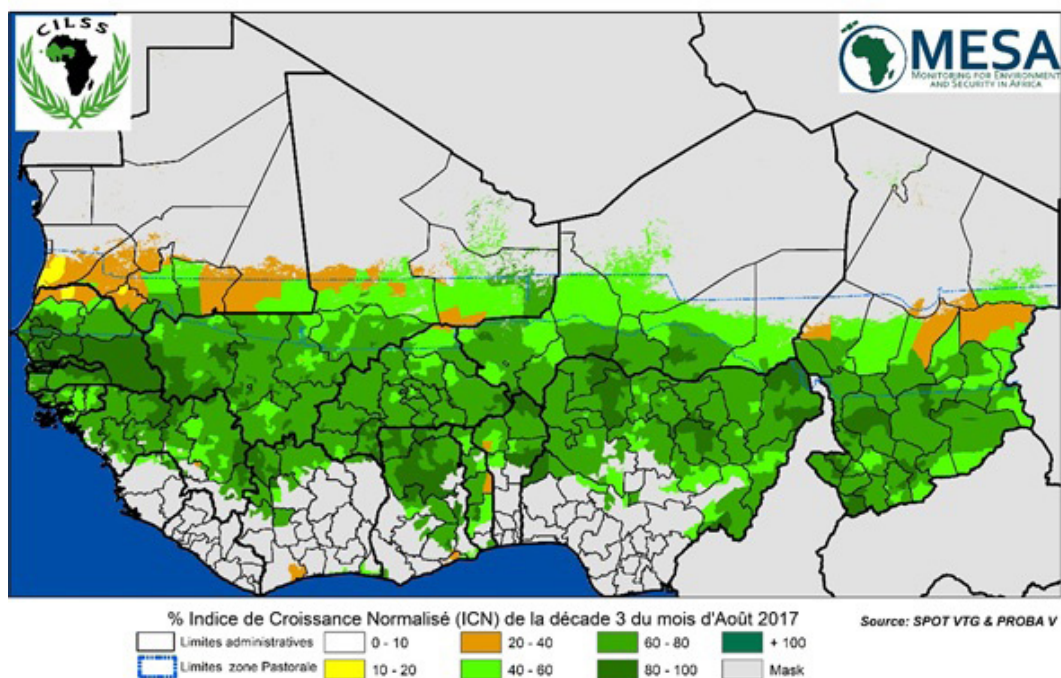 CILSS
MESA
MONITORING FOR ENVIRONMENT
AND SECURITY IN AFRICA
% Indice de Croissance Normalisé (ICN) de la décade 3 du mois d'Août 2017
Source: SPOT VTG & PROBA V
Limites administratives
0 - 10
20 - 40
60 - 80
+ 100
Limites zone Pastorale
10 - 20
40 - 60
80 - 100
Mask